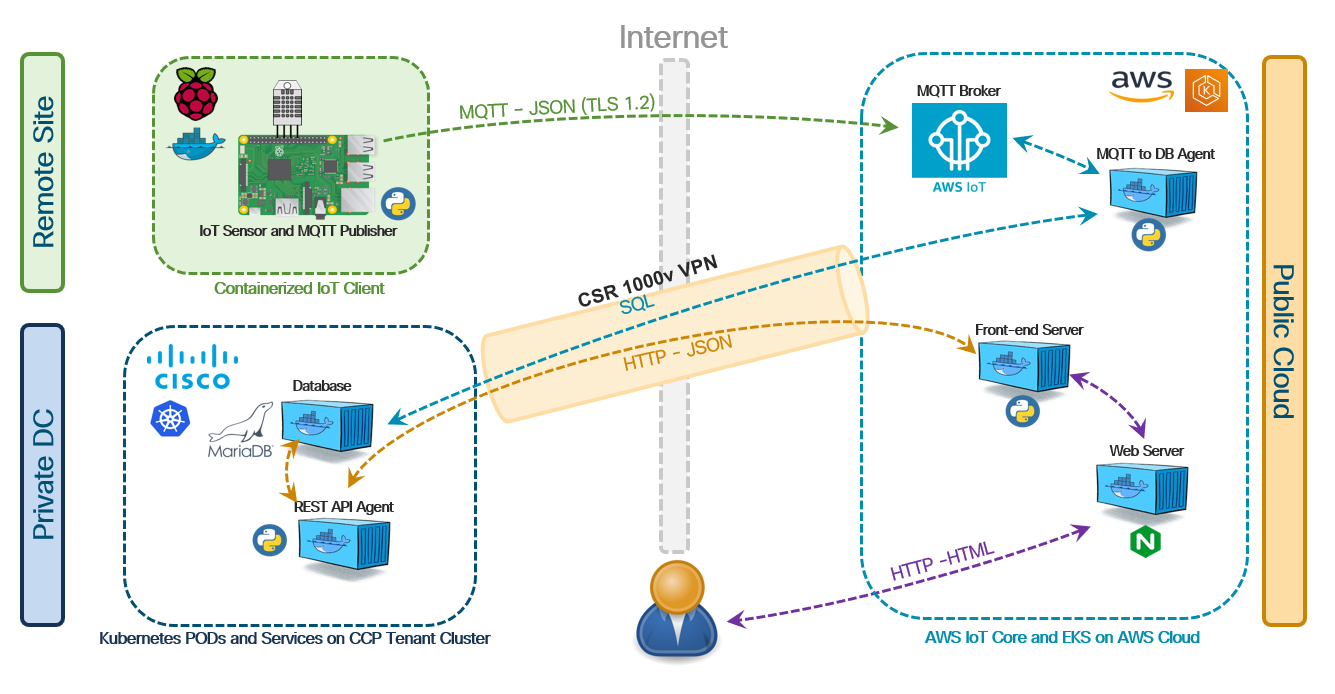 Internet
Remote Site
MQTT - JSON (TLS 1.2)
IoT Sensor and MQTT Publisher
Containerized IoT Client
MQTT Broker
AWS IoT
aws
K
MQTT to DB Agent
Public Cloud
CSR 1000v VPN
SQL
HTTP - JSON
Front-end Server
Web Server
N
HTTP -HTML
AWS IoT Core and EKS on AWS Cloud
Private DC
CISCO
Database
MariaDB
REST API Agent
Kubernetes PODs and Services on CCP Tenant Cluster